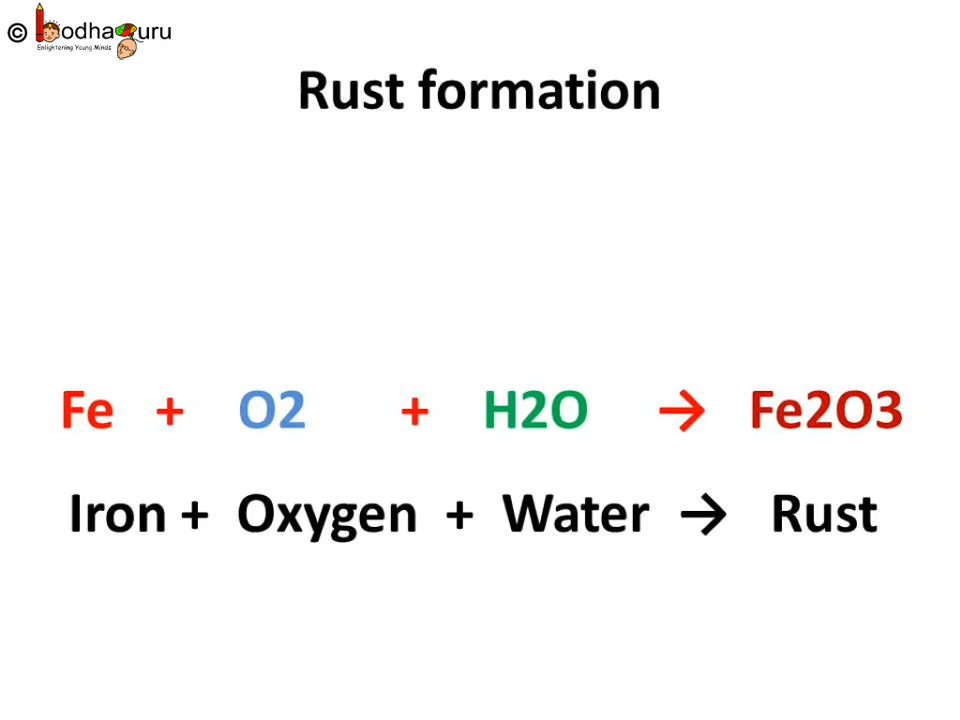 © BodhaGuru
Enlightening Young Minds
Rust formation
Fe + O2 + H2O → Fe2O3
Iron + Oxygen + Water → Rust